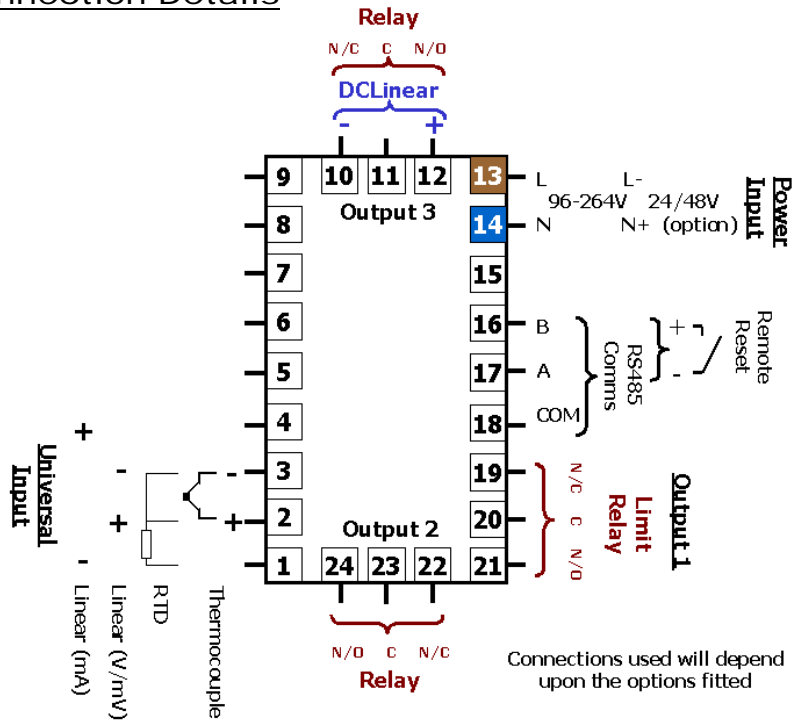 nnection Details
Relay
N/C C N/O
DCLinear
- +
9 10 11 12 13 L L-
Output 3
96-264V 24/48V
8 14 N N+ (option)
Power
Input
7 15
6 16 B
5 17 A
4 18 COM
RS485
Comms
+
-
Remote
Reset
3 19 N/C
2 20 C
1 24 23 22 21 N/O
Output 2
Limit
Relay
Output 1
- +
- +
+ -
Universal
Input
Thermocouple
RTD
Linear (V/mV)
Linear (mA)
N/O C N/C
Relay
Connections used will depend
upon the options fitted